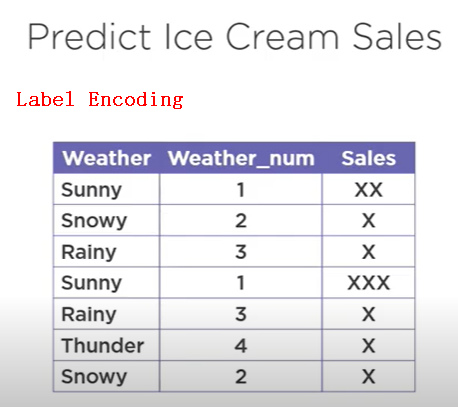 Predict Ice Cream Sales
Label Encoding
Weather Weather_num Sales
Sunny 1 XX
Snowy 2 X
Rainy 3 X
Sunny 1 XXX
Rainy 3 X
Thunder 4 X
Snowy 2 X